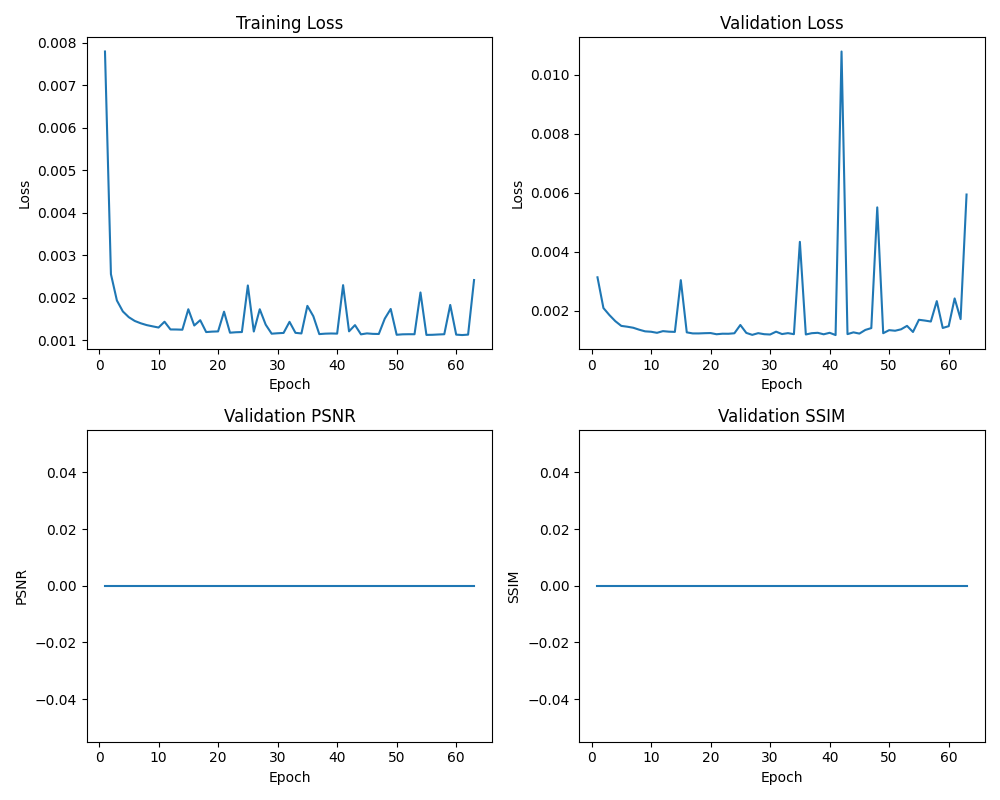 Training Loss
Validation Loss
0.008
0.007
0.006
0.005
0.004
0.003
0.002
0.001
Loss
0 10 20 30 40 50 60
Epoch
0.010
0.008
0.006
0.004
0.002
Loss
0 10 20 30 40 50 60
Epoch
Validation PSNR
Validation SSIM
0.04
0.02
0.00
−0.02
−0.04
PSNR
0 10 20 30 40 50 60
Epoch
0.04
0.02
0.00
−0.02
−0.04
SSIM
0 10 20 30 40 50 60
Epoch